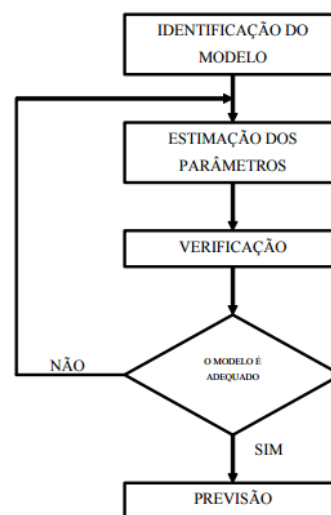 IDENTIFICAÇÃO DO
MODELO
ESTIMAÇÃO DOS
PARÂMETROS
VERIFICAÇÃO
O MODELO É
ADEQUADO
NÃO
SIM
PREVISÃO